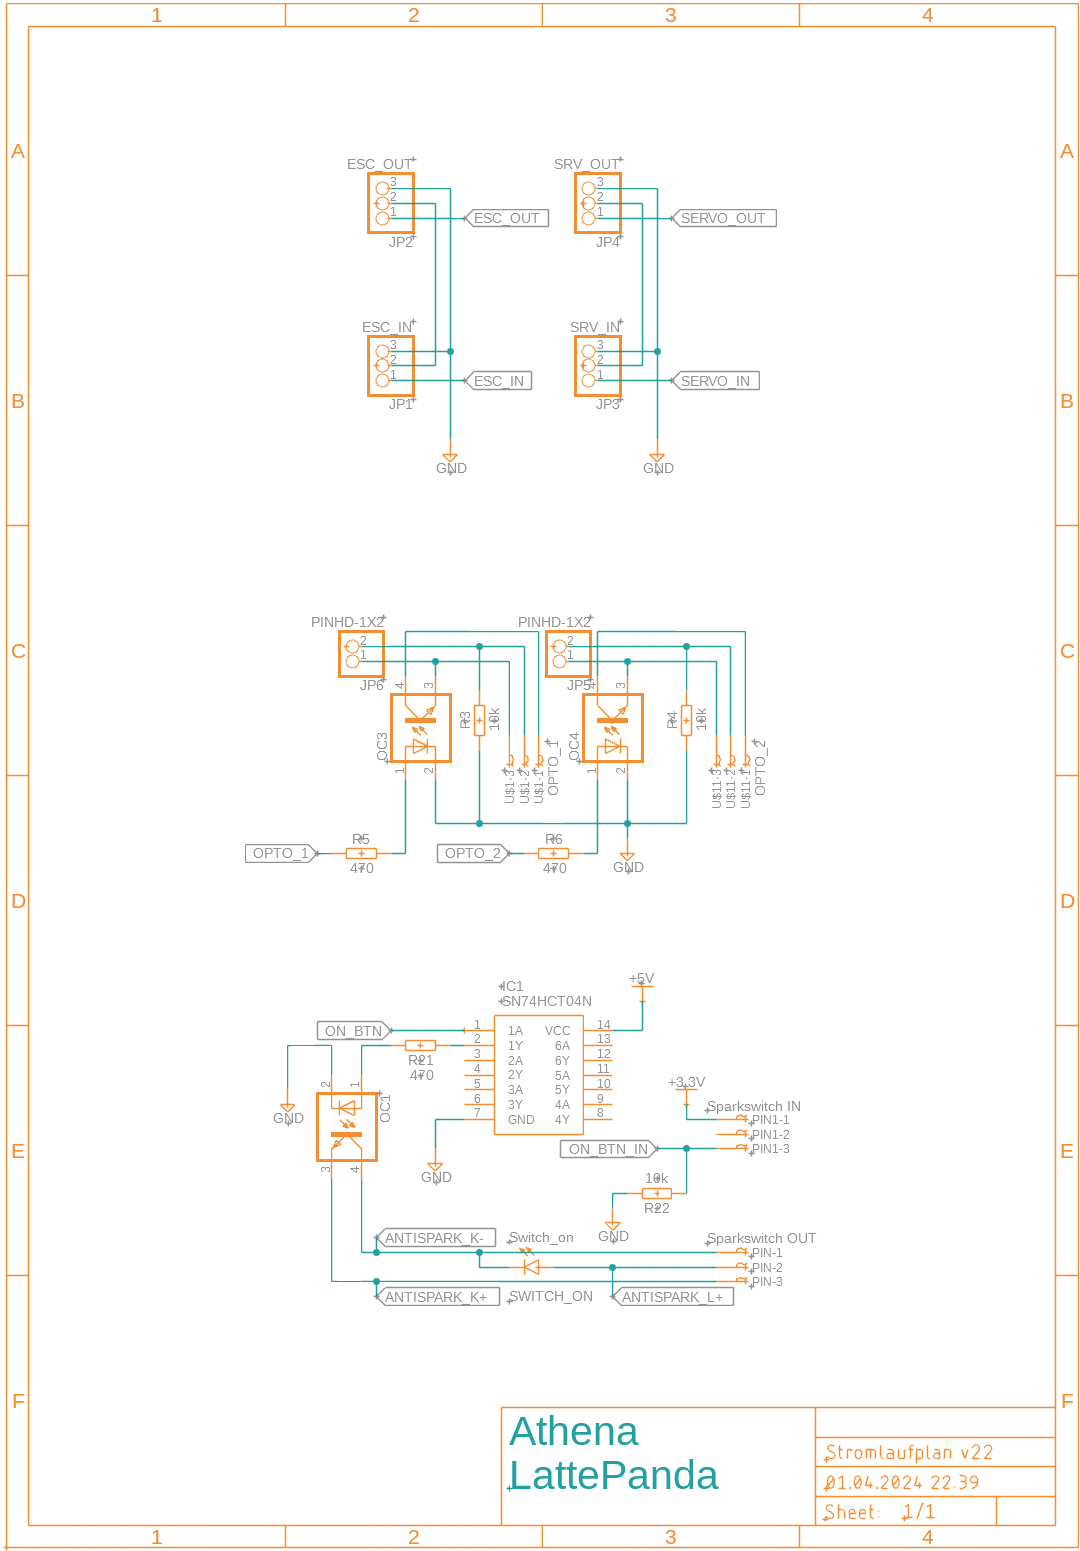 1 2 3 4
A A
ESC_OUT SRV_OUT
3 3
2 2
1 ESC_OUT 1 SERVO_OUT
JP2 JP4
ESC_IN SRV_IN
3 3
2 2
1 ESC_IN 1 SERVO_IN
B B
JP1 JP3
GND GND
PINHD-1X2 PINHD-1X2
2 2
1 1
C C
JP6 JP5
4 3 4 3
R3 10k R4 10k
OC3 OC4
1 2 1 2
U$1-3 U$1-2 U$1-1 OPTO_1
U$11-3 U$11-2 U$11-1 OPTO_2
R5 R6
OPTO_1 OPTO_2
470 470 GND
D D
+5V
IC1
SN74HCT04N
ON_BTN 1 1A VCC 14
2 1Y 6A 13
R21 3 2A 6Y 12
470 4 2Y 5A 11
5 3A 5Y 10
6 3Y 4A 9
7 GND 4Y 8
2 1 +3.3V
OC1
GND Sparkswitch IN
PIN1-1
PIN1-2
ON_BTN_IN PIN1-3
E E
3 4 GND
10k
R22
GND
ANTISPARK_K- Switch_on Sparkswitch OUT
PIN-1
PIN-2
PIN-3
ANTISPARK_K+ SWITCH_ON ANTISPARK_L+
F F
Athena
LattePanda
Stromlaufplan v22
01.04.2024 22:39
Sheet: 1/1
1 2 3 4